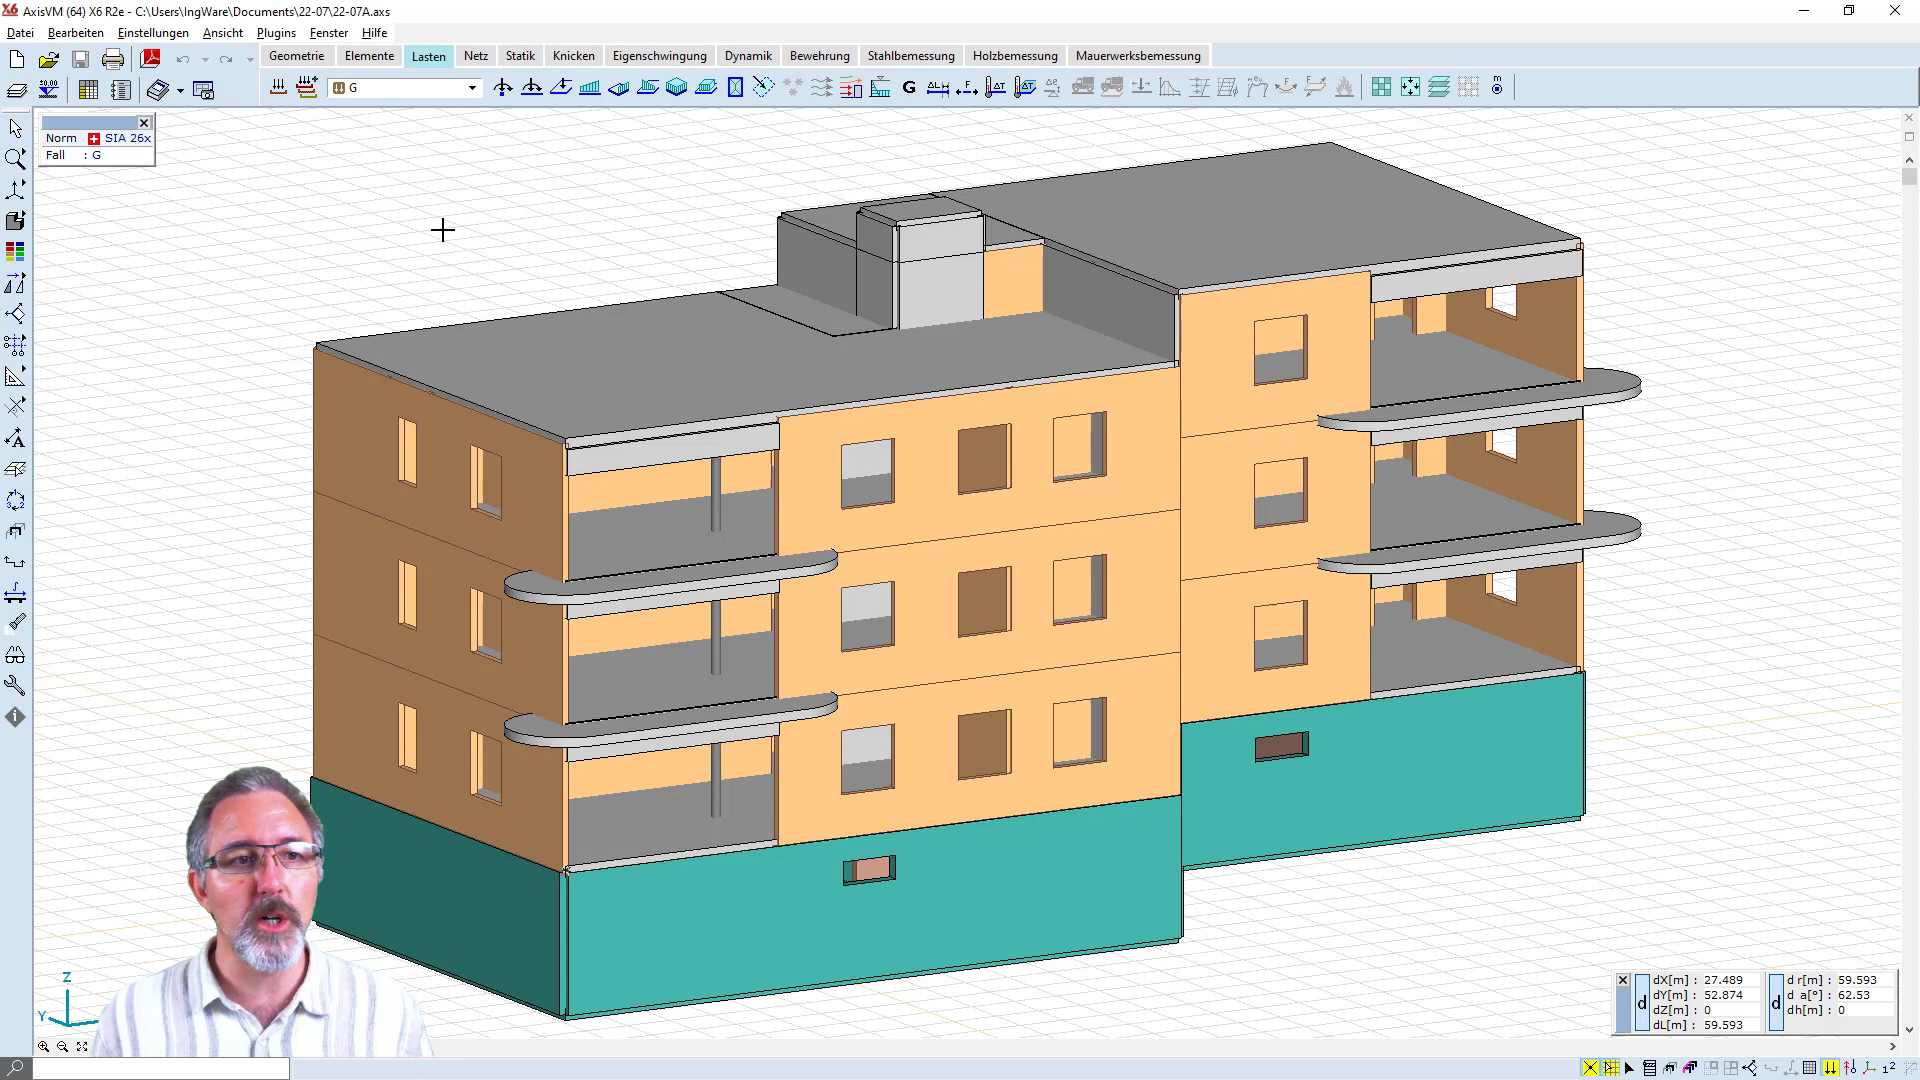 AxisVM (64) X6 R2e - C:\Users\IngWare\Documents\22-07\22-07A.axs
Datei Bearbeiten Einstellungen Ansicht Plugins Fenster Hilfe
Geometrie Elemente Lasten Netz Statik Knicken Eigenschwingung Dynamik Bewehrung Stahlbemessung Holzbemessung Mauerwerksbemessung
G
G
Norm SIA 26x
Fall : G
Z
Y
dX[m] : 27.489
dY[m] : 52.874
dZ[m] : 0
dL[m] : 59.593
d
d r[m] : 59.593
d a[°] : 62.53
dh[m] : 0
d